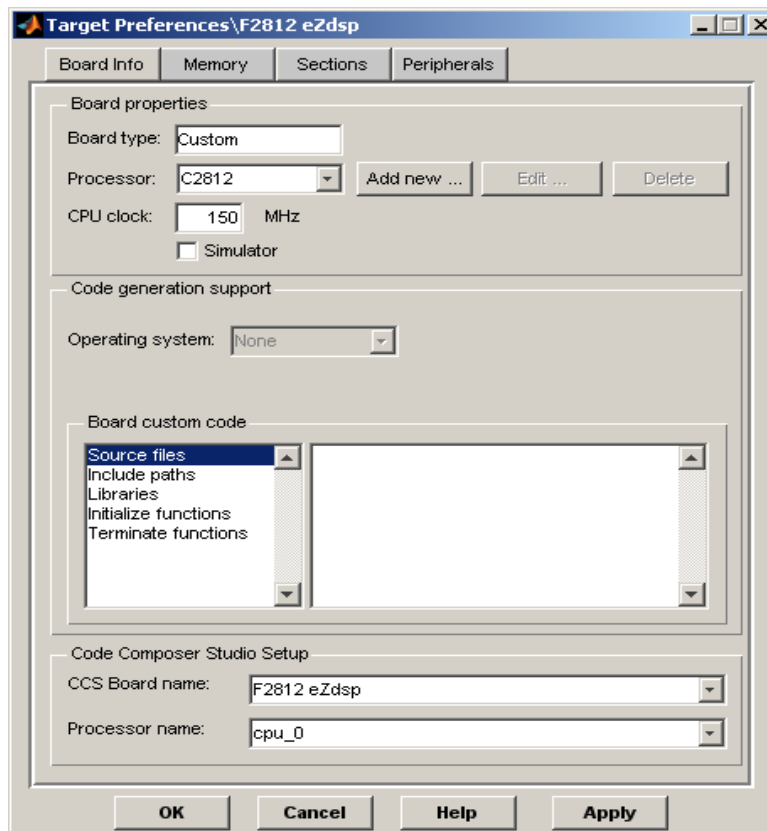 Target Preferences\F2812 eZdsp
Board Info Memory Sections Peripherals
Board properties
Board type: Custom
Processor: C2812 Add new ... Edit ... Delete
CPU clock: 150 MHz
Simulator
Code generation support
Operating system: None
Board custom code
Source files
Include paths
Libraries
Initialize functions
Terminate functions
Code Composer Studio Setup
CCS Board name: F2812 eZdsp
Processor name: cpu_0
OK Cancel Help Apply